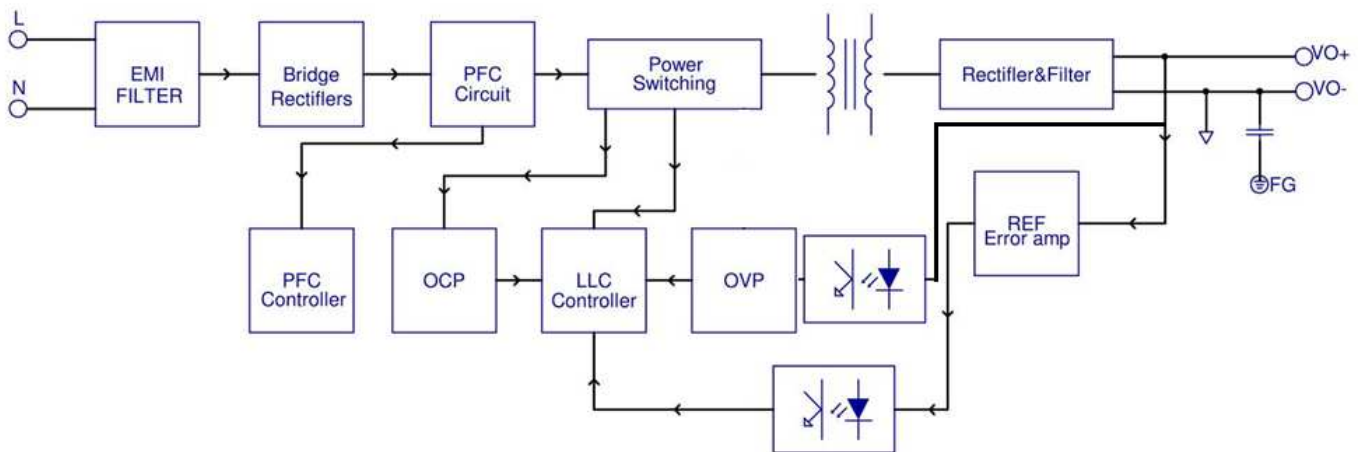 L
N
EMI
FILTER
Bridge
Rectiflers
PFC
Circuit
Power
Switching
Rectifler&Filter
VO+
VO-
FG
PFC
Controller
OCP
LLC
Controller
OVP
REF
Error amp